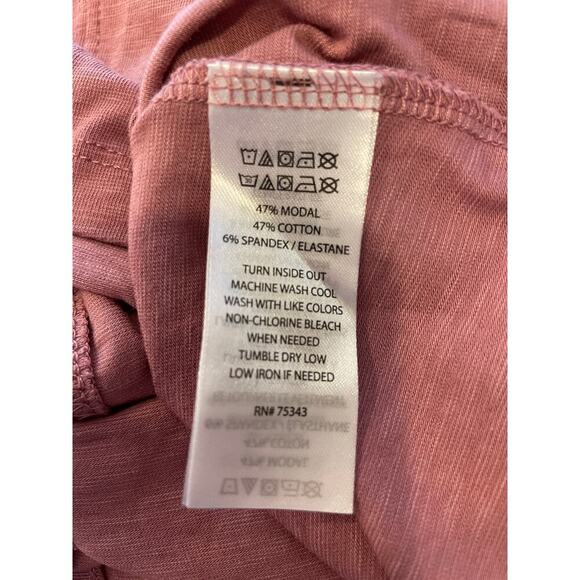 47% MODAL
47% COTTON
6% SPANDEX / ELASTANE
TURN INSIDE OUT
MACHINE WASH COOL
WASH WITH LIKE COLORS
NON-CHLORINE BLEACH
WHEN NEEDED
TUMBLE DRY LOW
LOW IRON IF NEEDED
RN# 75343